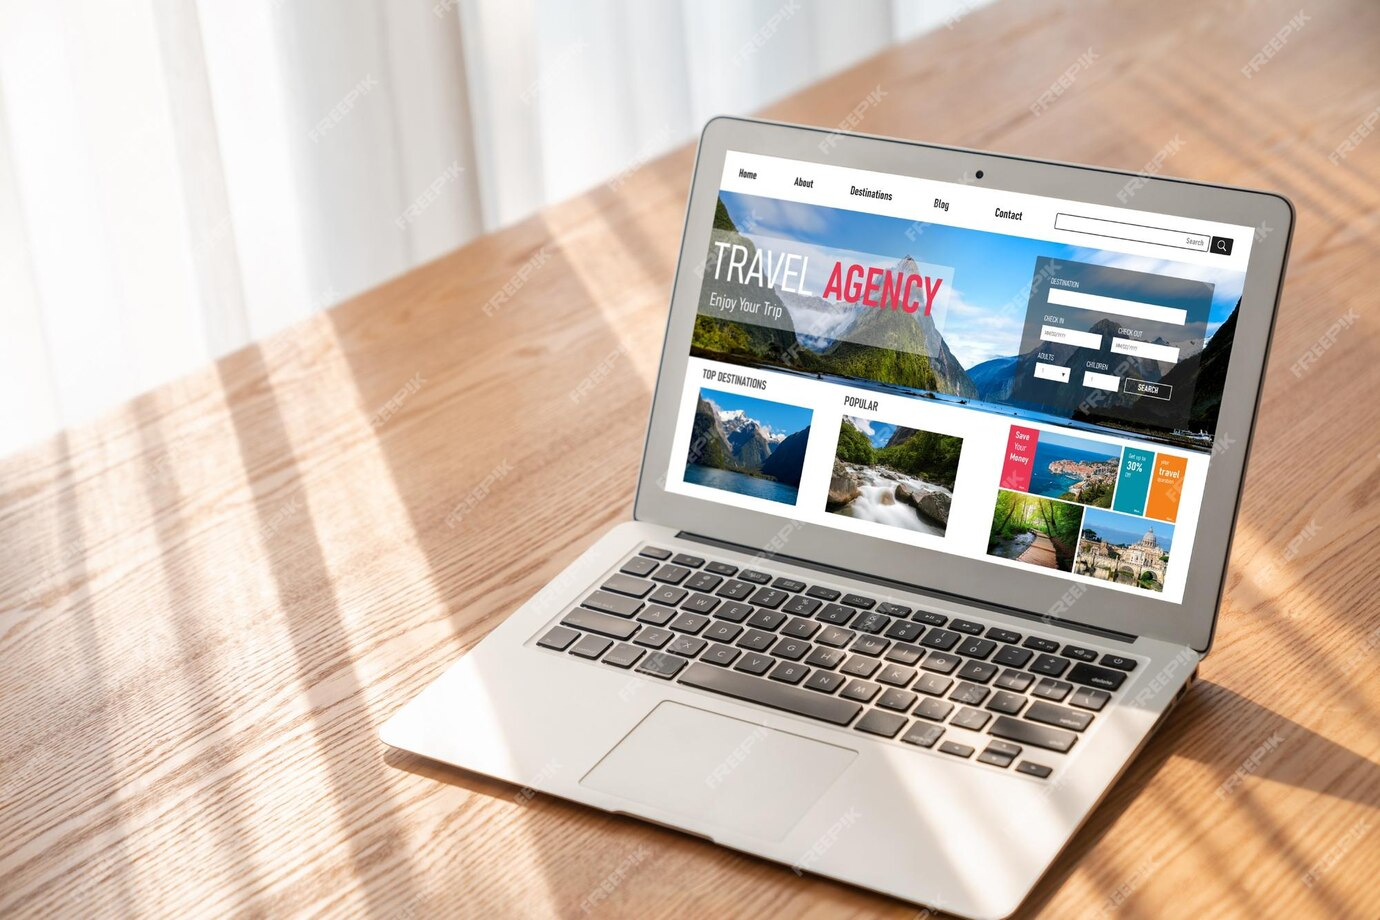 Home About Destinations Blog Contact
Search
TRAVEL AGENCY
Enjoy Your Trip
DESTINATION
CHECK IN
CHECK OUT
ADULTS
CHILDREN
SEARCH
TOP DESTINATIONS
POPULAR
Save
Your
Money
Get up to
30%
Off
your
travel
delete
FREEPIK